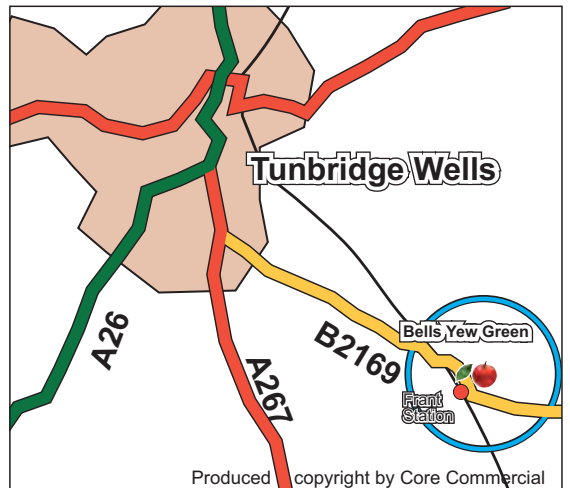 Tunbridge Wells
A26
A267
B2169
Bells Yew Green
Frant
Station
Produced copyright by Core Commercial